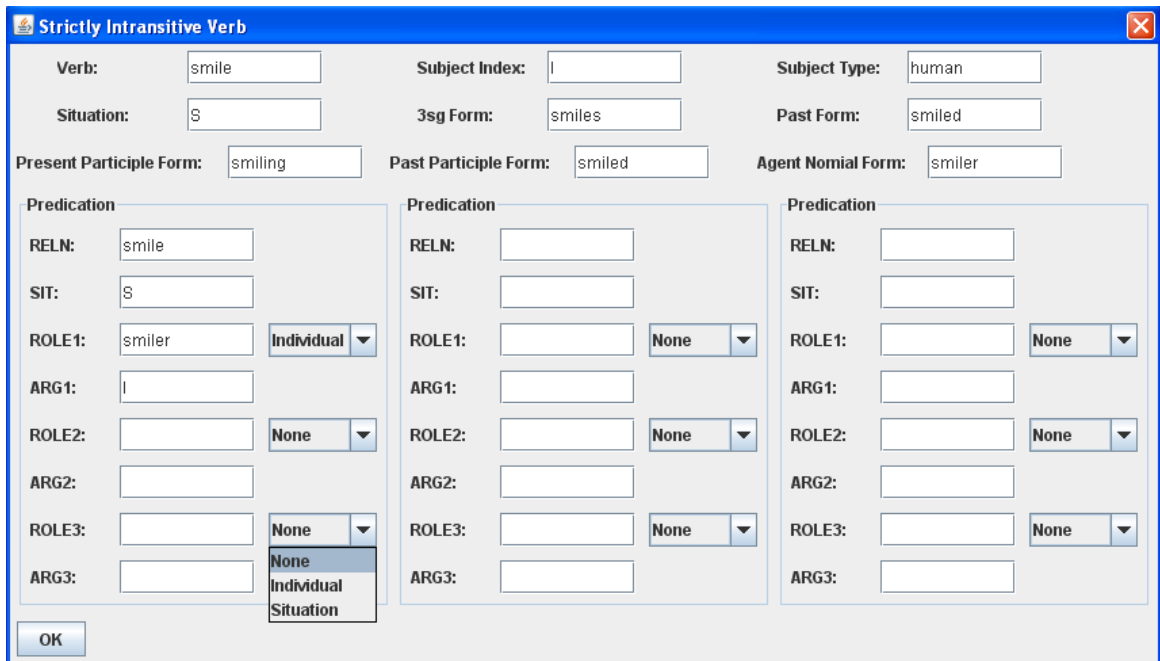 Strictly Intransitive Verb
Verb: smile Subject Index: I Subject Type: human
Situation: S 3sg Form: smiles Past Form: smiled
Present Participle Form: smiling Past Participle Form: smiled Agent Nomial Form: smiler
Predication Predication Predication
RELN: smile RELN: RELN:
SIT: S SIT: SIT:
ROLE1: smiler Individual ROLE1: None ROLE1: None
ARG1: I ARG1: ARG1:
ROLE2: None ROLE2: None ROLE2: None
ARG2: ARG2: ARG2:
ROLE3: None ROLE3: None ROLE3: None
None
ARG3: Individual ARG3: ARG3:
Situation
OK